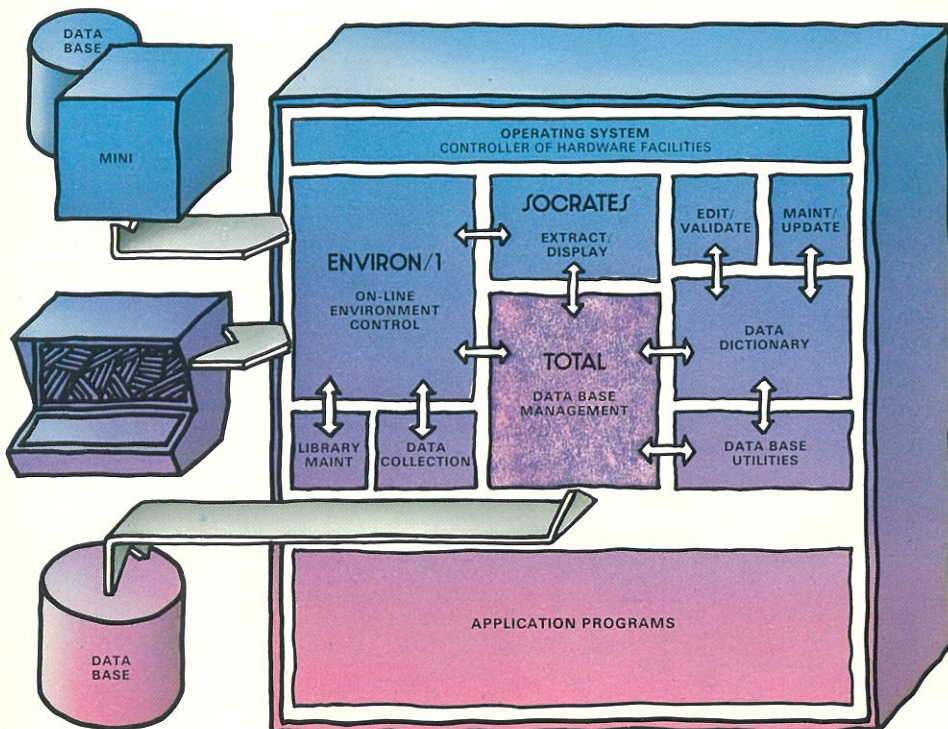 DATA
BASE
MINI
OPERATING SYSTEM
CONTROLLER OF HARDWARE FACILITIES
ENVIRON/1
ON-LINE
ENVIRONMENT
CONTROL
SOCRATES
EXTRACT/
DISPLAY
EDIT/
VALIDATE
MAINT/
UPDATE
TOTAL
DATA BASE
MANAGEMENT
DATA
DICTIONARY
LIBRARY
MAINT
DATA
COLLECTION
DATA BASE
UTILITIES
DATA
BASE
APPLICATION PROGRAMS